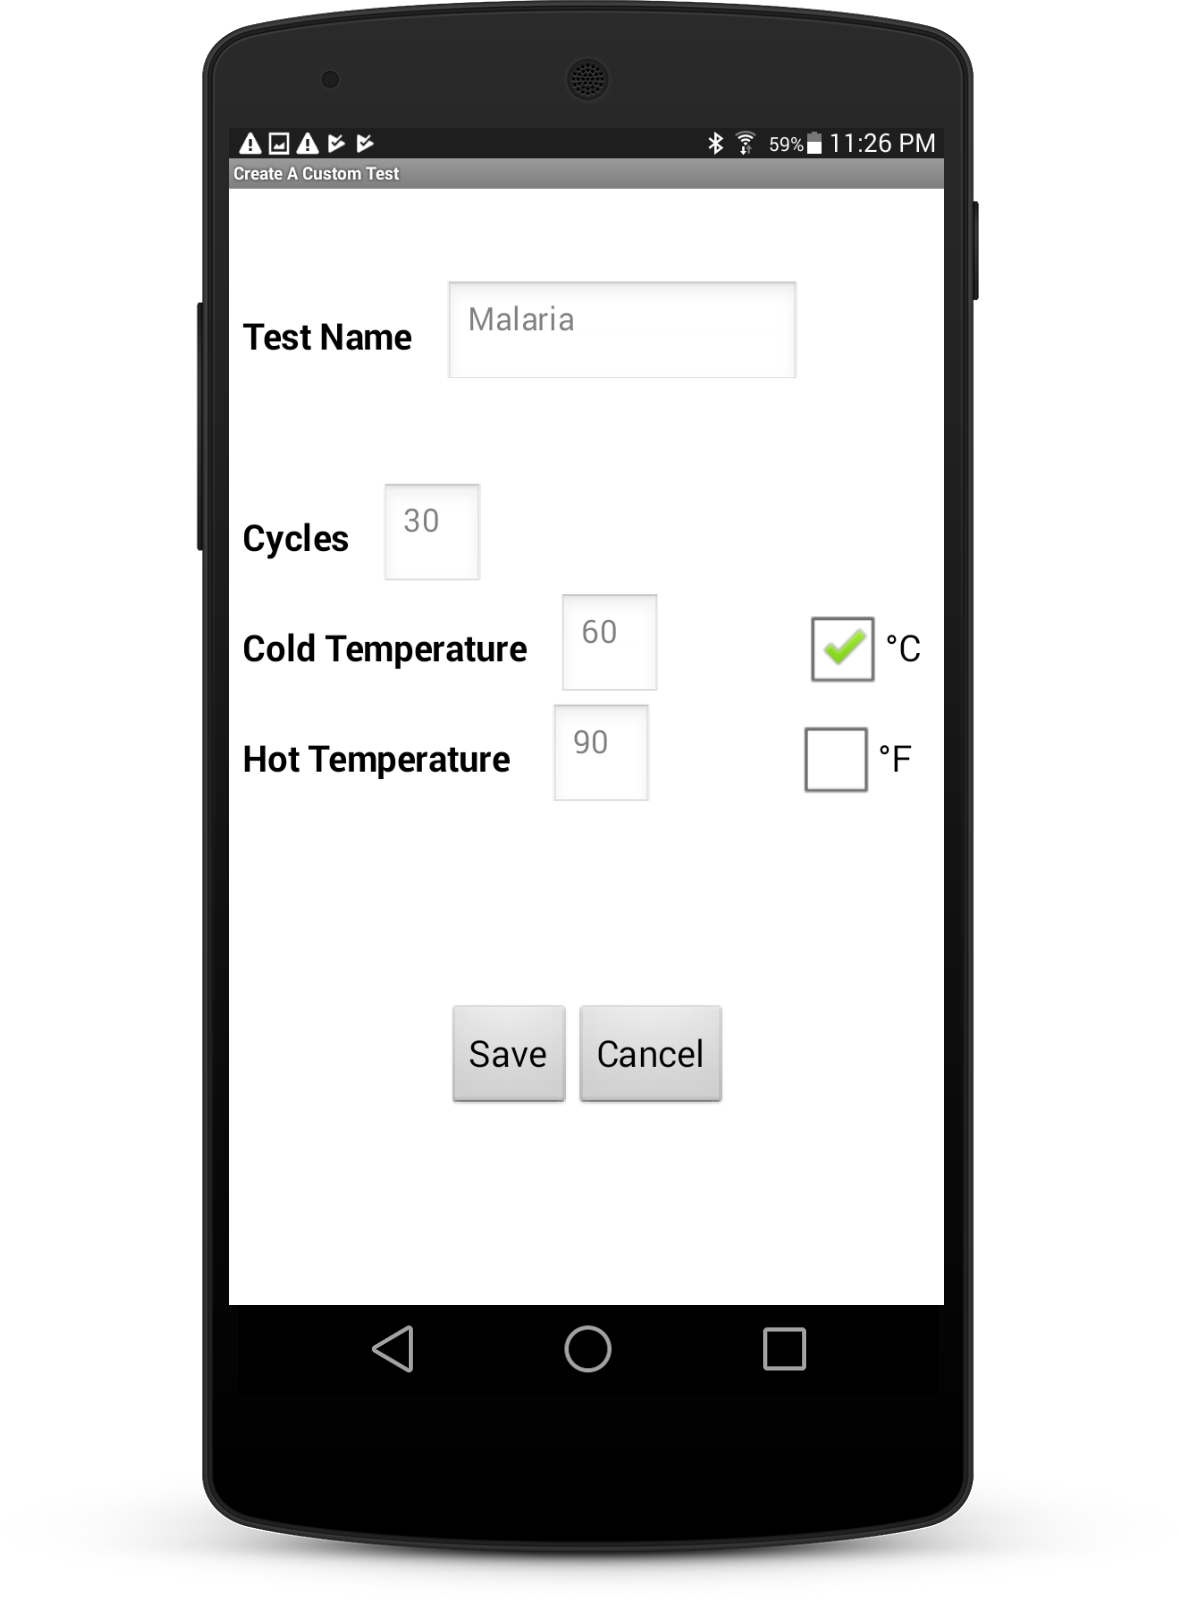 59% 11:26 PM
Create A Custom Test
Test Name Malaria
Cycles 30
Cold Temperature 60 °C
Hot Temperature 90 °F
Save Cancel